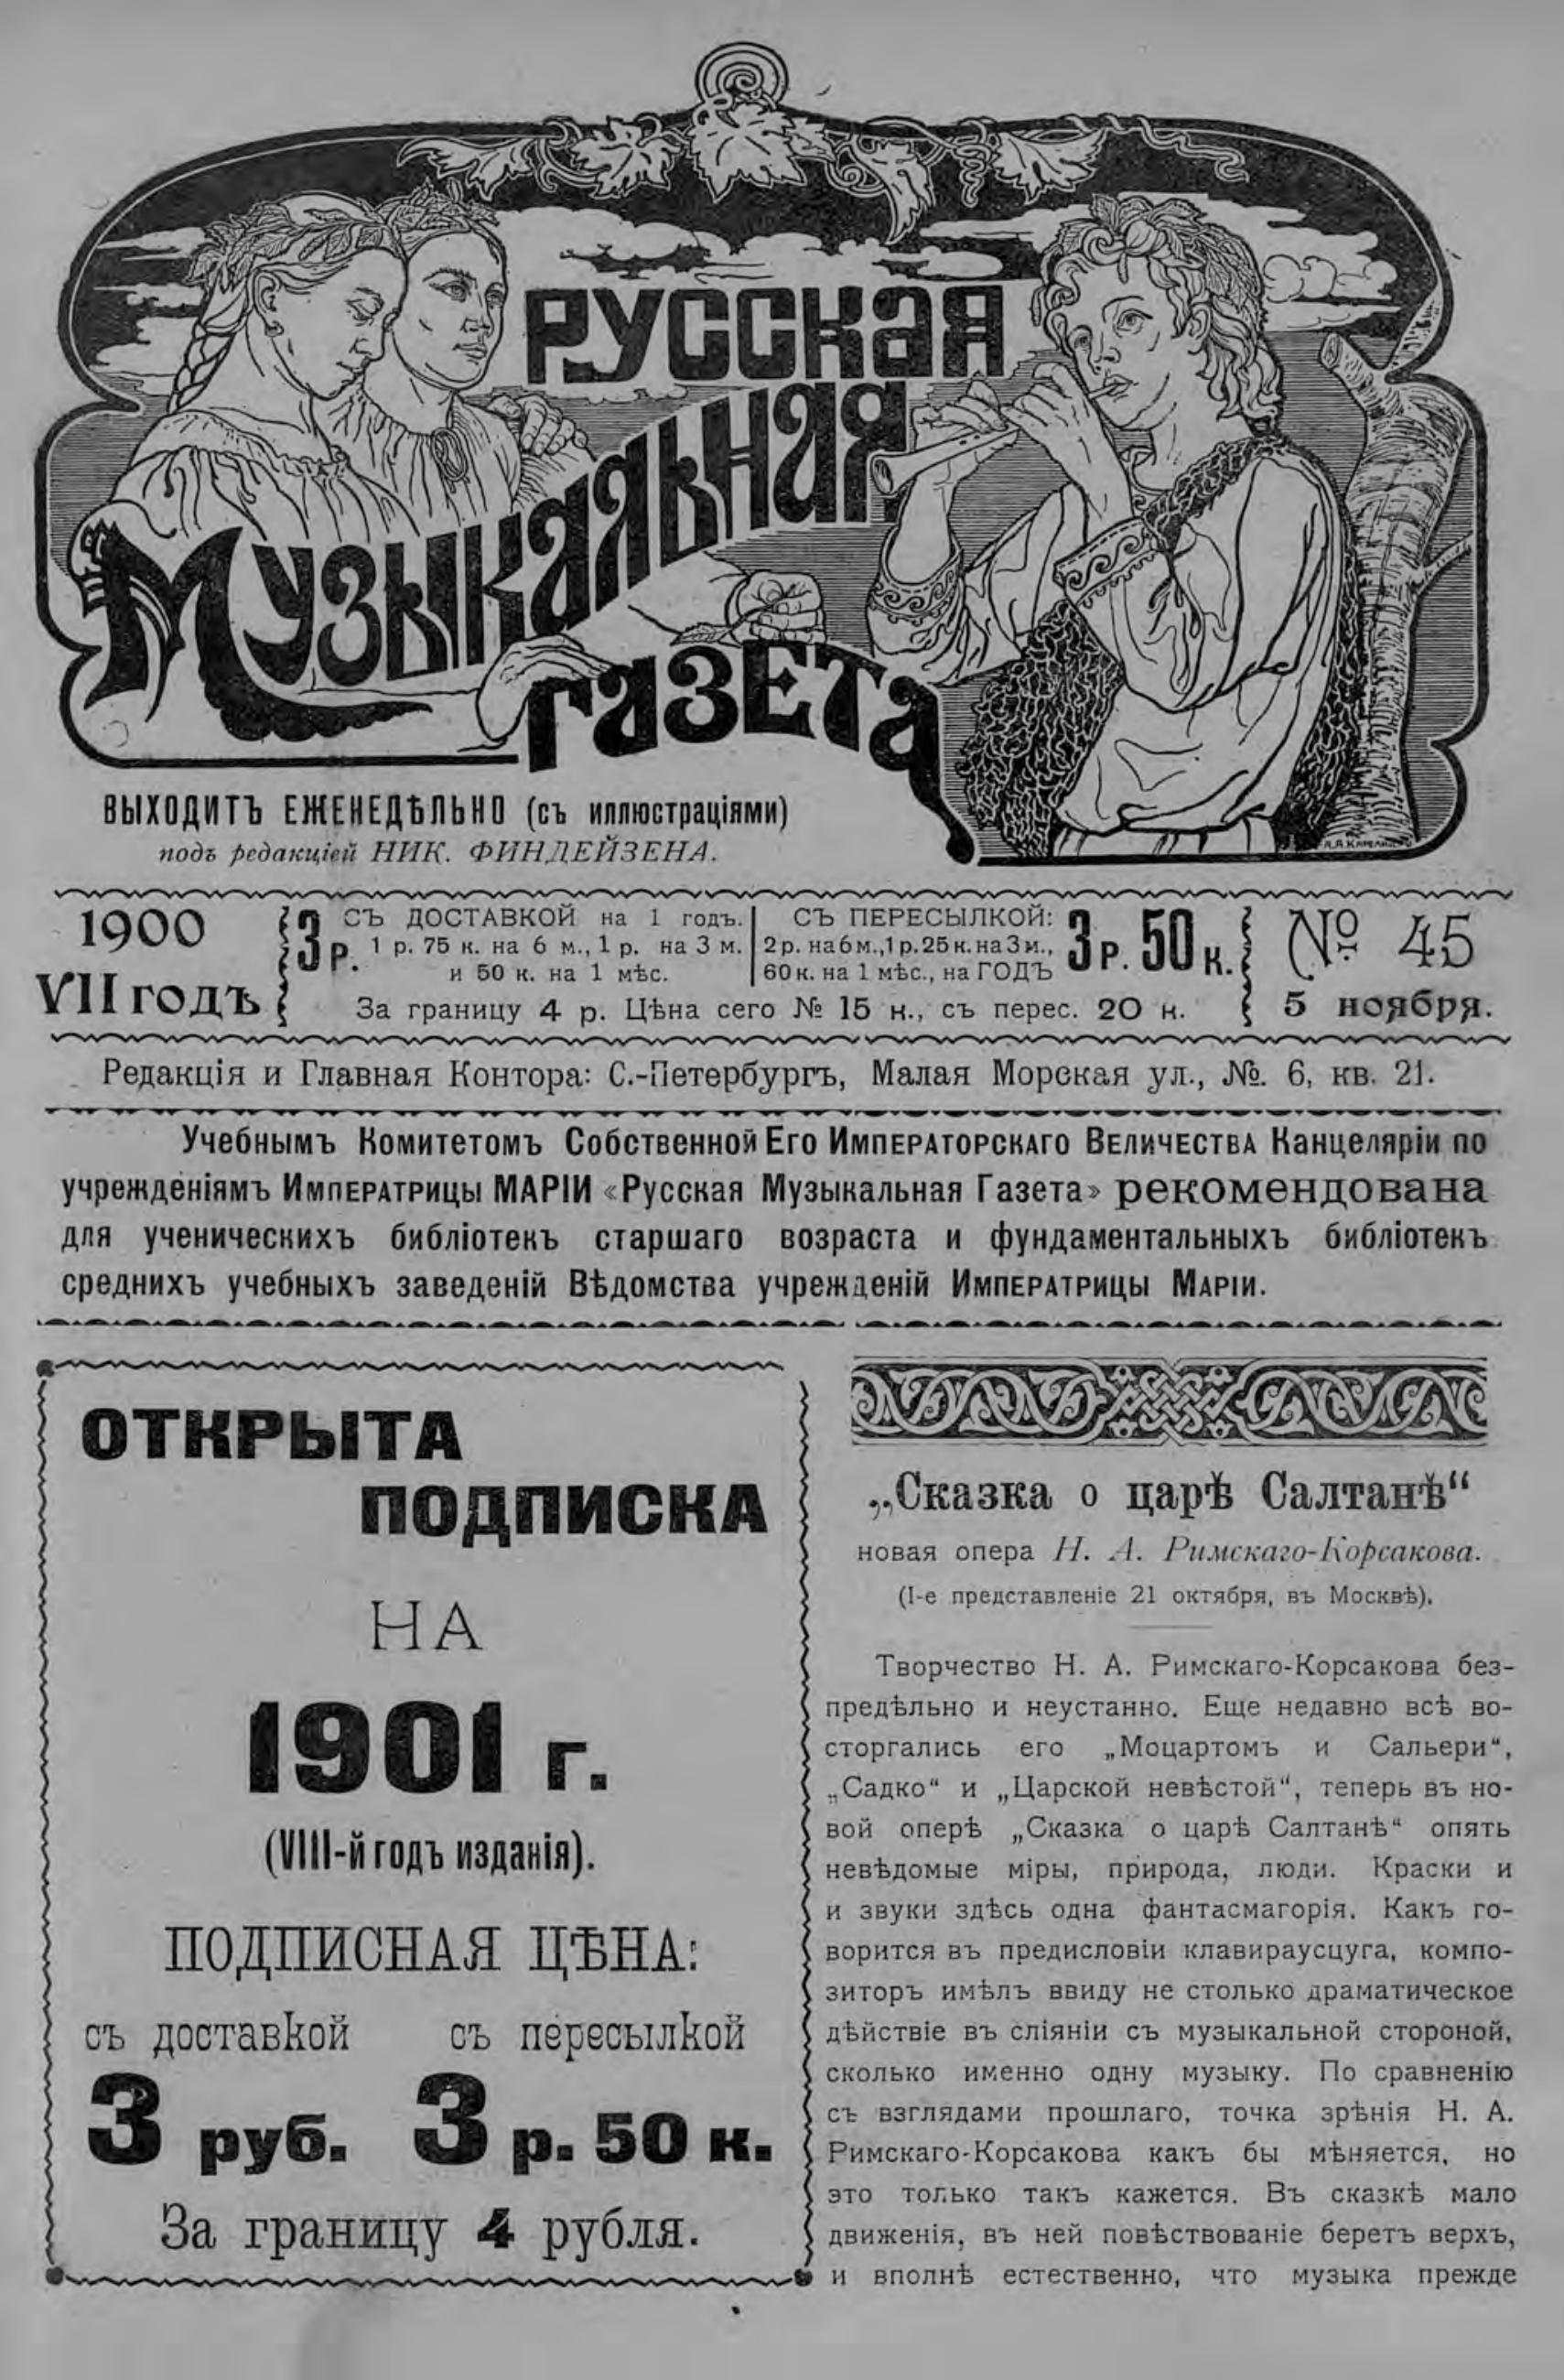 РУССКАЯ
МУЗЫКАЛЬНАЯ
ГАЗЕТА
ВЫХОДИТЪ ЕЖЕНЕДѢЛЬНО (съ иллюстраціями)
подъ редакціей НИК. ФИНДЕЙЗЕНА.
1900
VII ГОДЪ
3 р.
СЪ ДОСТАВКОЙ на 1 годъ.
1 р. 75 к. на 6 м., 1 р. на 3 м.
и 50 к. на 1 мѣс.
СЪ ПЕРЕСЫЛКОЙ:
2 р. на 6 м., 1 р. 25 к. на 3 м.,
60 к. на 1 мѣс., на ГОДЪ
3 р. 50 к.
За границу 4 р. Цѣна сего № 15 к., съ перес. 20 к.
№ 45
5 ноября.
Редакція и Главная Контора: С.-Петербургъ, Малая Морская ул., №. 6, кв. 21.
Учебнымъ Комитетомъ Собственной Его Императорскаго Величества Канцеляріи по
учрежденіямъ Императрицы МАРІИ «Русская Музыкальная Газета» рекомендована
для ученическихъ библіотекъ старшаго возраста и фундаментальныхъ библіотекъ
среднихъ учебныхъ заведеній Вѣдомства учрежденій Императрицы Маріи.
ОТКРЫТА
ПОДПИСКА
НА
1901 г.
(VIII-й годъ изданія).
ПОДПИСНАЯ ЦѢНА:
съ доставкой съ пересылкой
3 руб. 3 р. 50 к.
За границу 4 рубля.
„Сказка о царѣ Салтанѣ“
новая опера Н. А. Римскаго-Корсакова.
(I-е представленіе 21 октября, въ Москвѣ).
Творчество Н. А. Римскаго-Корсакова без-
предѣльно и неустанно. Еще недавно всѣ во-
сторгались его „Моцартомъ и Сальери“,
„Садко“ и „Царской невѣстой“, теперь въ но-
вой оперѣ „Сказка о царѣ Салтанѣ“ опять
невѣдомые міры, природа, люди. Краски и
и звуки здѣсь одна фантасмагорія. Какъ го-
ворится въ предисловіи клавираусцуга, компо-
зиторъ имѣлъ ввиду не столько драматическое
дѣйствіе въ сліяніи съ музыкальной стороной,
сколько именно одну музыку. По сравненію
съ взглядами прошлаго, точка зрѣнія Н. А.
Римскаго-Корсакова какъ бы мѣняется, но
это только такъ кажется. Въ сказкѣ мало
движенія, въ ней повѣствованіе беретъ верхъ,
и вполнѣ естественно, что музыка прежде